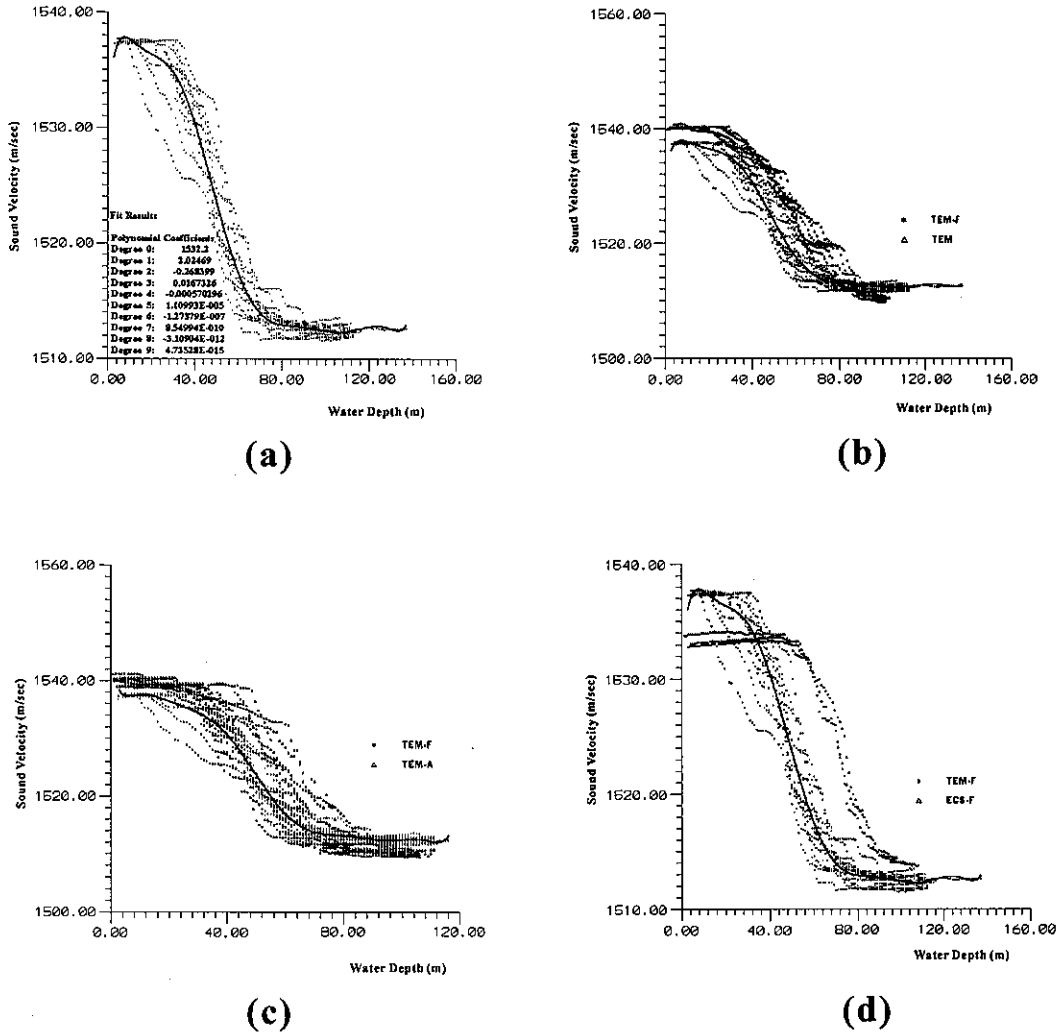 1540.00
1530.00
1520.00
1510.00
Sound Velocity (m/sec)
Fit Results
Polynomial Coefficients
Degree 0: 1532.2
Degree 1: 2.02469
Degree 2: -0.268399
Degree 3: 0.0167326
Degree 4: -0.000570296
Degree 5: 1.10993E-005
Degree 6: -1.27379E-007
Degree 7: 8.54994E-010
Degree 8: -3.10904E-012
Degree 9: 4.73528E-015
0.00 40.00 80.00 120.00 160.00
Water Depth (m)
(a)
1560.00
1540.00
1520.00
1500.00
Sound Velocity (m/sec)
TEM-F
TEM
0.00 40.00 80.00 120.00 160.00
Water Depth (m)
(b)
1560.00
1540.00
1520.00
1500.00
Sound Velocity (m/sec)
TEM-F
TEM-A
0.00 40.00 80.00 120.00
Water Depth (m)
(c)
1540.00
1530.00
1520.00
1510.00
Sound Velocity (m/sec)
TEM-F
ECS-F
0.00 40.00 80.00 120.00 160.00
Water Depth (m)
(d)